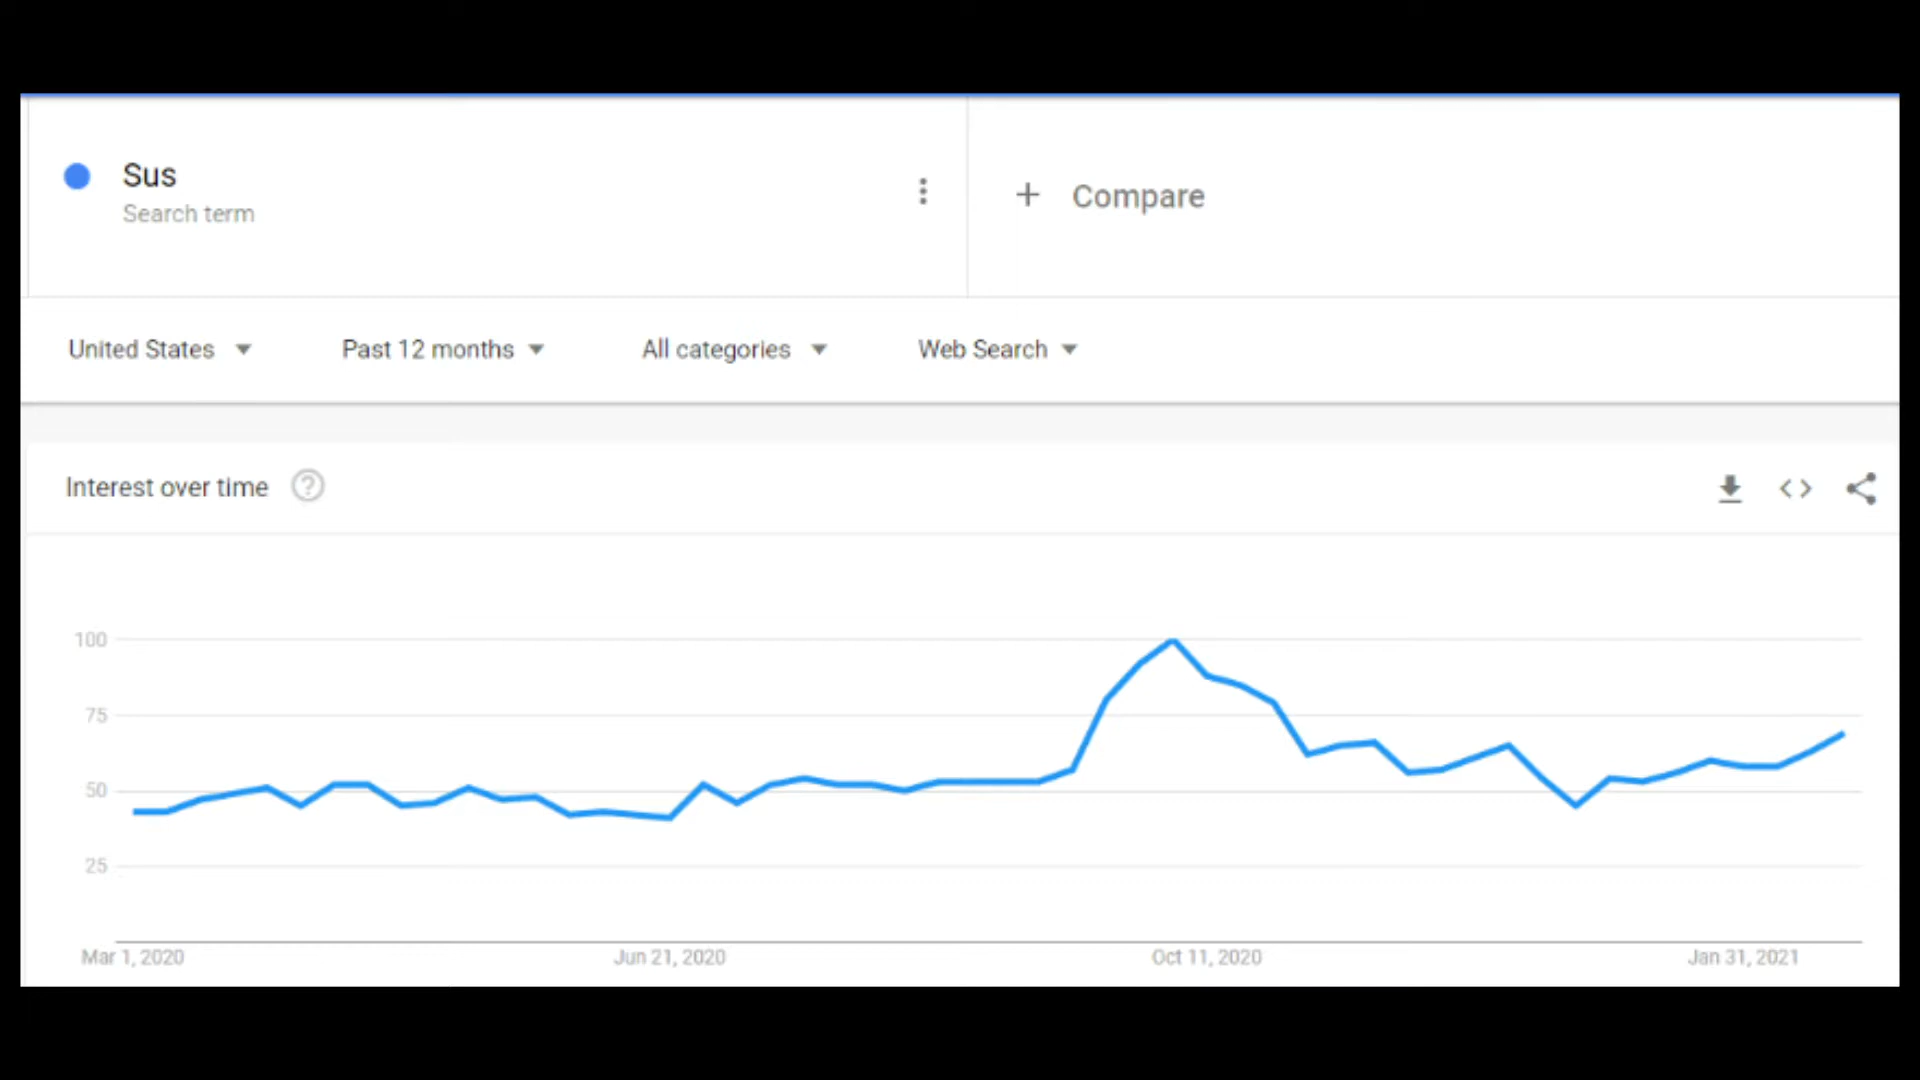 Sus
Search term
+ Compare
United States
Past 12 months
All categories
Web Search
Interest over time ?
100
75
50
25
Mar 1, 2020
Jun 21, 2020
Oct 11, 2020
Jan 31, 2021